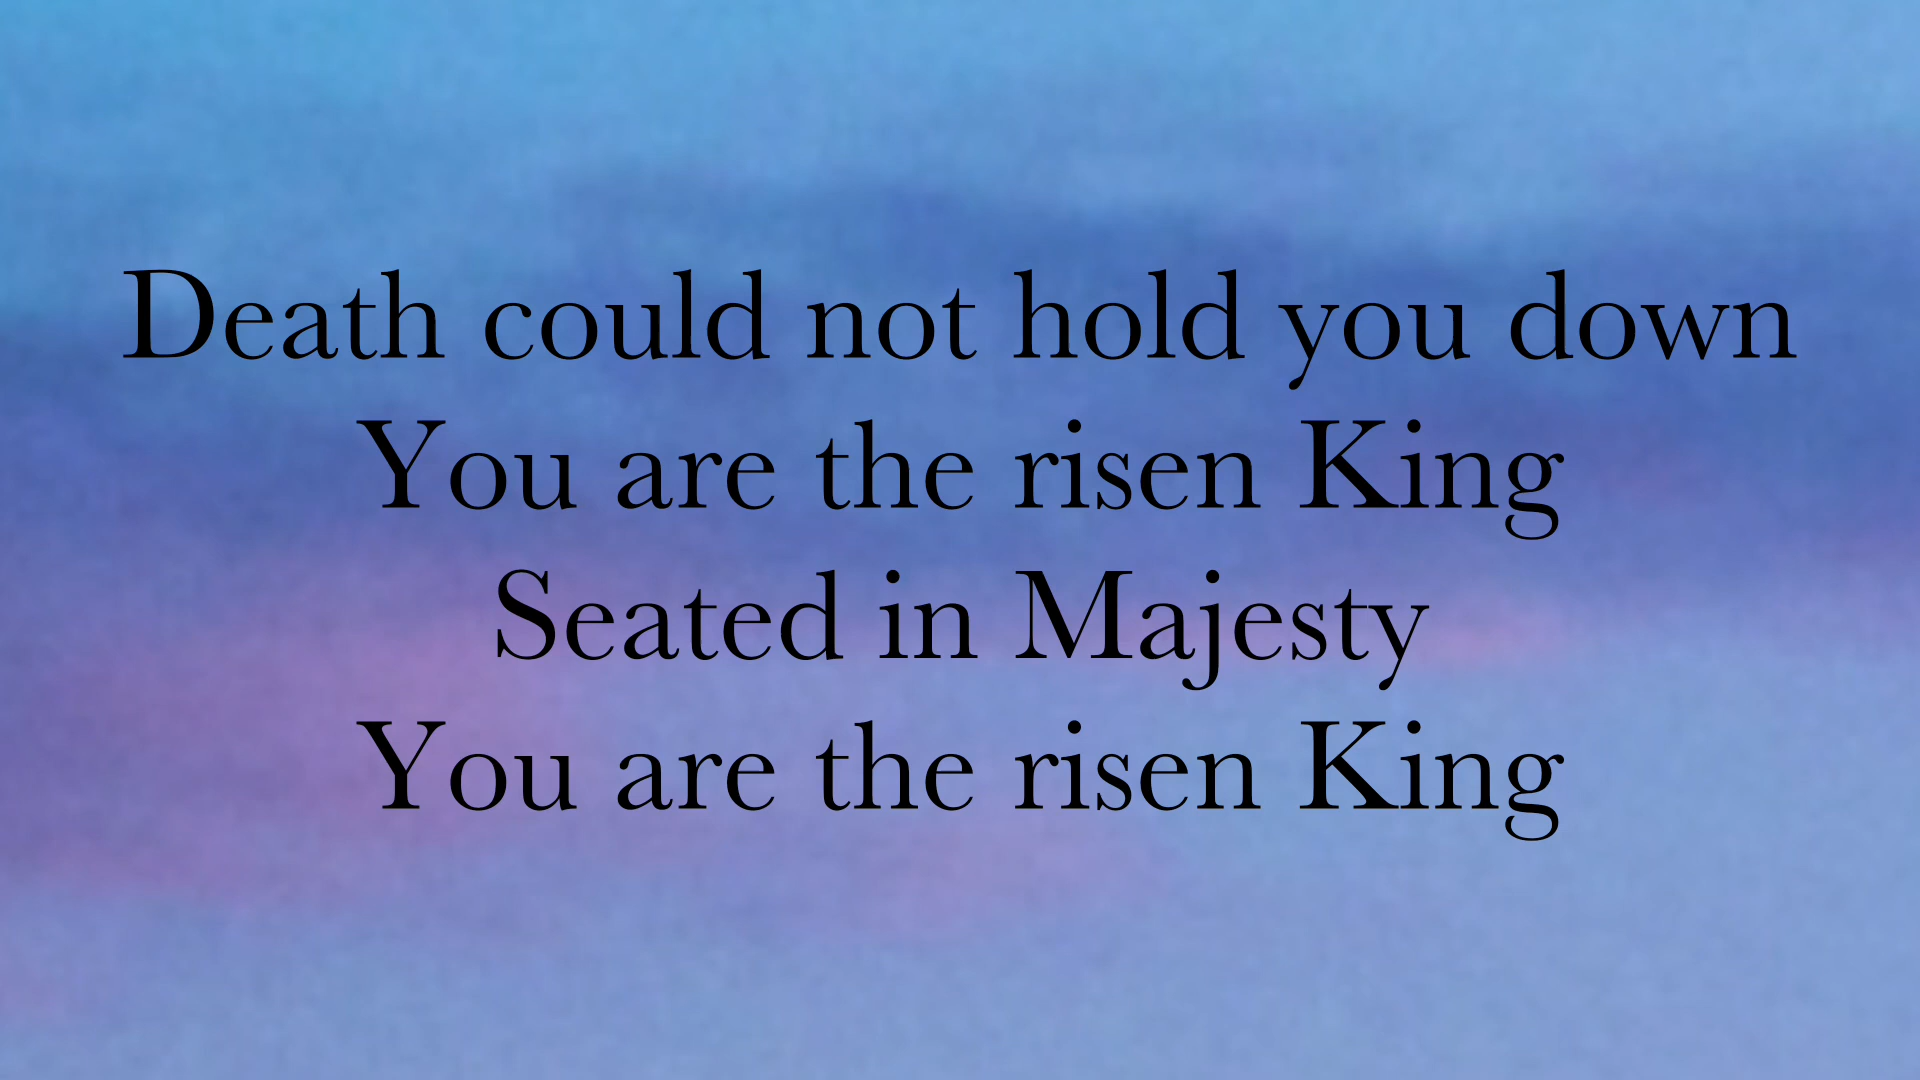 Death could not hold you down
You are the risen King
Seated in Majesty
You are the risen King